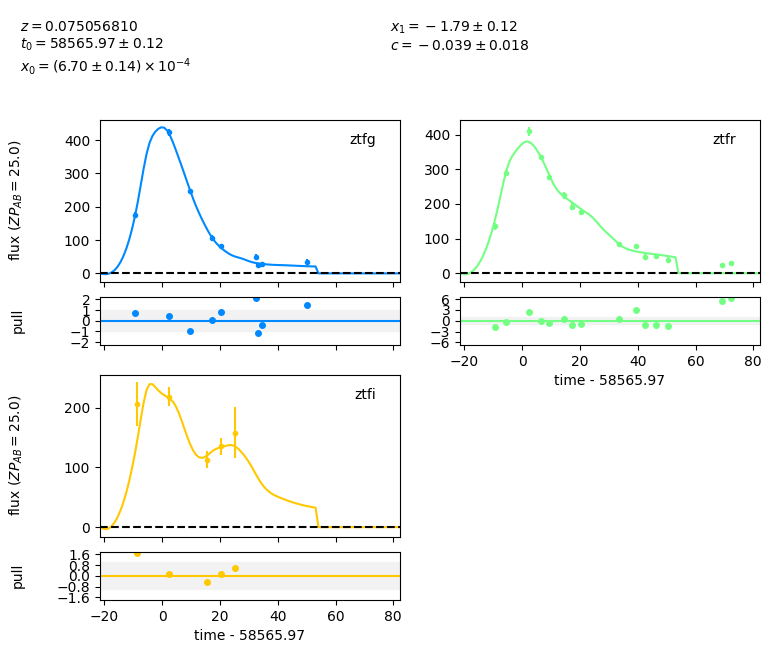 z = 0.075056810
t₀ = 58565.97 ± 0.12
x₀ = (6.70 ± 0.14) × 10⁻⁴
x₁ = −1.79 ± 0.12
c = −0.039 ± 0.018
flux (ZP_AB = 25.0)
400
300
200
100
0
ztfg
400
300
200
100
0
ztfr
pull
2
1
0
−1
−2
6
3
0
−3
−6
−20 0 20 40 60 80
time - 58565.97
flux (ZP_AB = 25.0)
200
100
0
ztfi
pull
1.6
0.8
0.0
−0.8
−1.6
−20 0 20 40 60 80
time - 58565.97